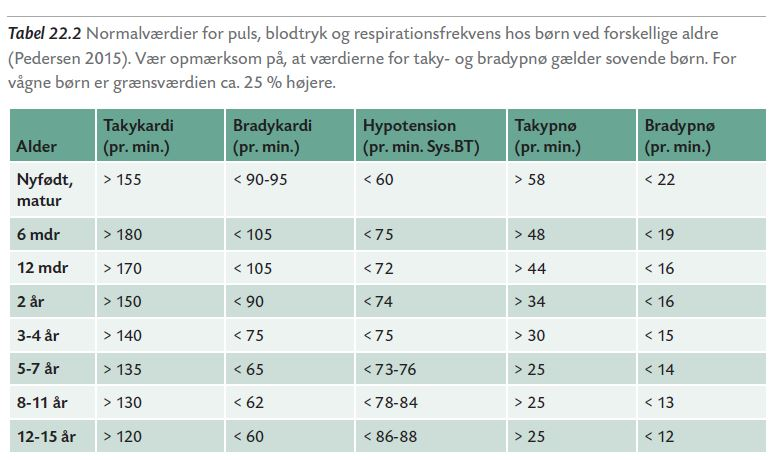 Tabel 22.2 Normalværdier for puls, blodtryk og respirationsfrekvens hos børn ved forskellige aldre
(Pedersen 2015). Vær opmærksom på, at værdierne for taky- og bradypnø gælder sovende børn. For
vågne børn er grænsværdien ca. 25 % højere.
Alder Takykardi (pr. min.) Bradykardi (pr. min.) Hypotension (pr. min. Sys.BT) Takypnø (pr. min.) Bradypnø (pr. min.)
Nyfødt, matur > 155 < 90-95 < 60 > 58 < 22
6 mdr > 180 < 105 < 75 > 48 < 19
12 mdr > 170 < 105 < 72 > 44 < 16
2 år > 150 < 90 < 74 > 34 < 16
3-4 år > 140 < 75 < 75 > 30 < 15
5-7 år > 135 < 65 < 73-76 > 25 < 14
8-11 år > 130 < 62 < 78-84 > 25 < 13
12-15 år > 120 < 60 < 86-88 > 25 < 12